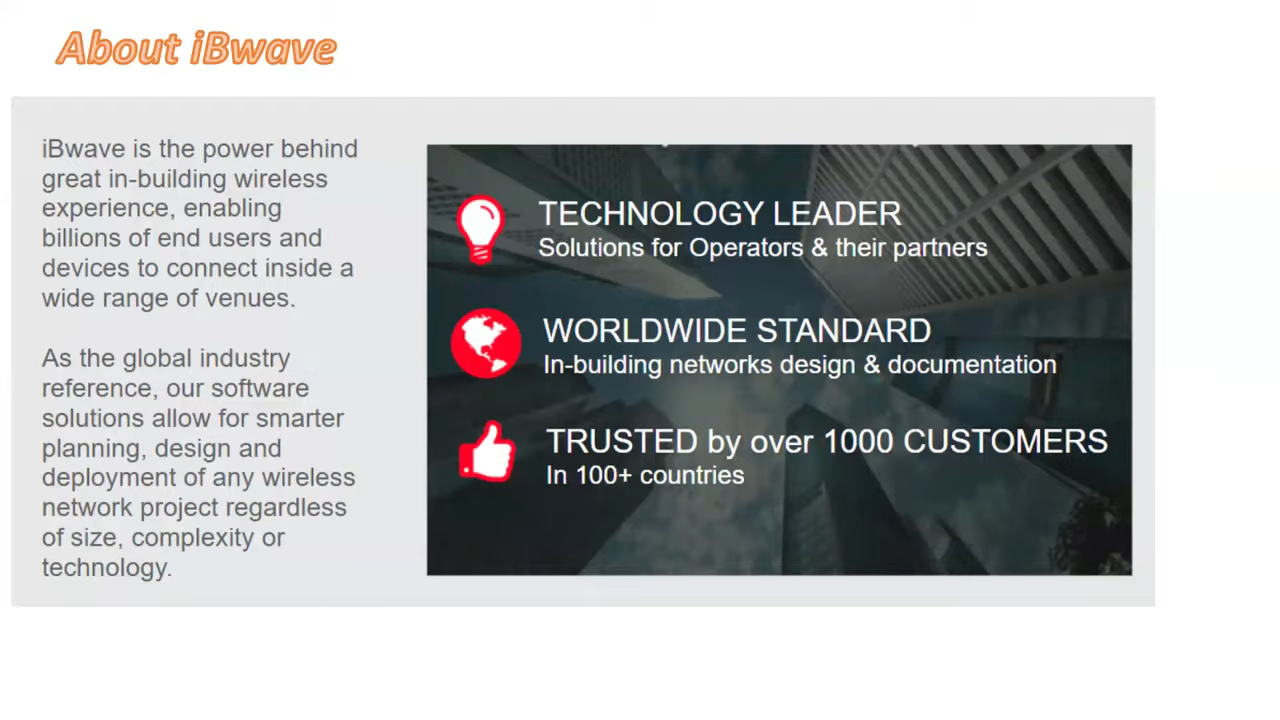 About iBwave
iBwave is the power behind
great in-building wireless
experience, enabling
billions of end users and
devices to connect inside a
wide range of venues.
As the global industry
reference, our software
solutions allow for smarter
planning, design and
deployment of any wireless
network project regardless
of size, complexity or
technology.
TECHNOLOGY LEADER
Solutions for Operators & their partners
WORLDWIDE STANDARD
In-building networks design & documentation
TRUSTED by over 1000 CUSTOMERS
In 100+ countries